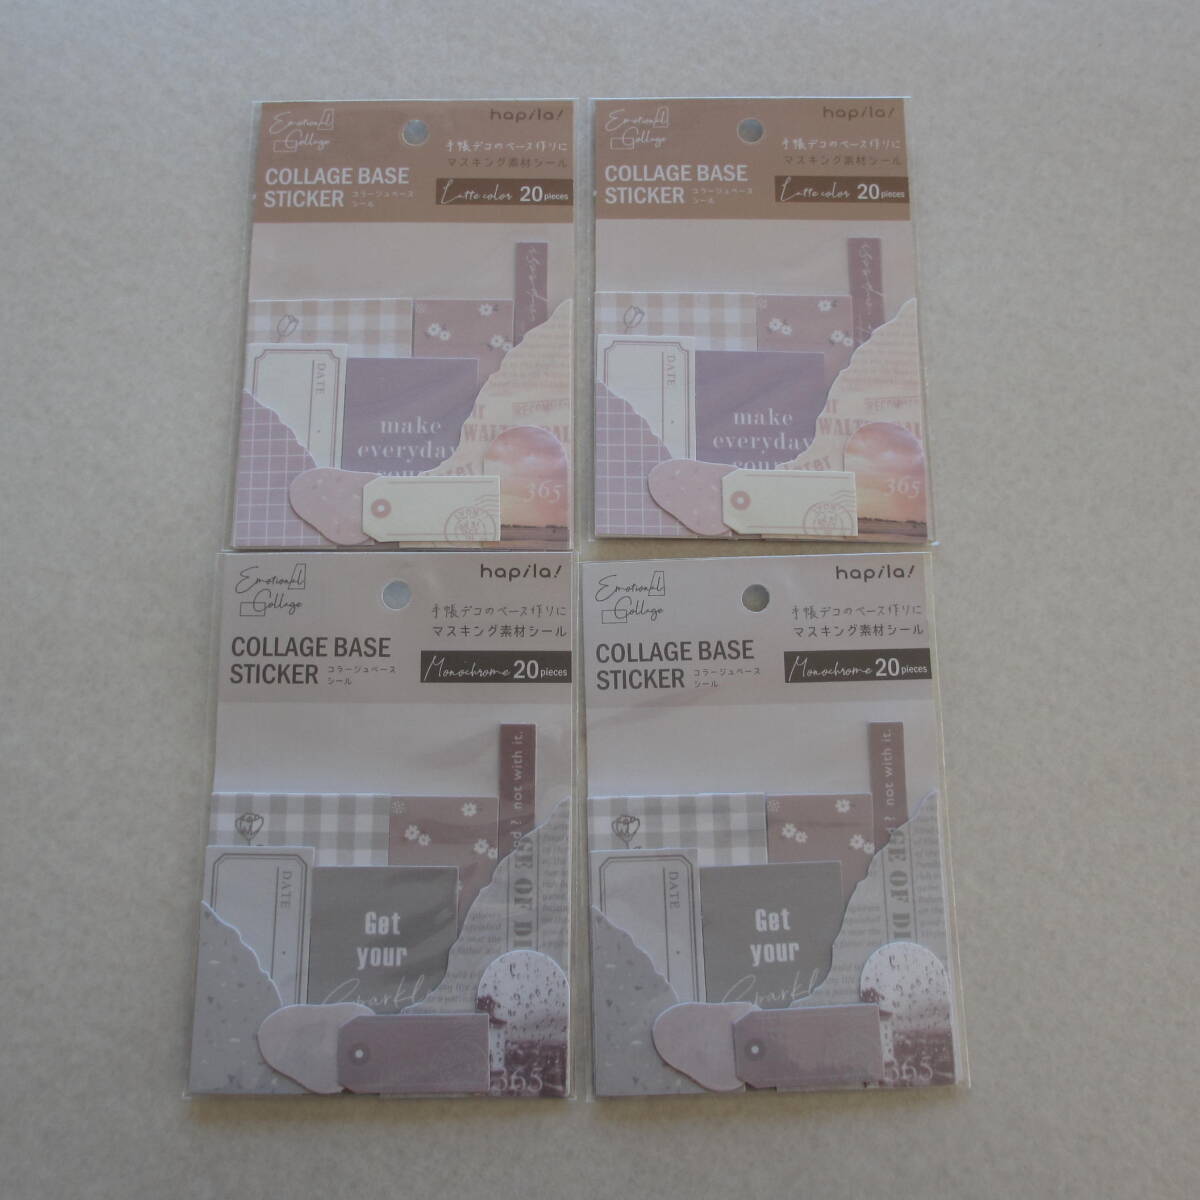 Emotional
Collage
hapila!
手帳デコのベース作りに
マスキング素材シール
COLLAGE BASE
STICKER コラージュベース
シール
Latte color 20 pieces
DATE
make
everyday
your
365
Emotional
Collage
hapila!
手帳デコのベース作りに
マスキング素材シール
COLLAGE BASE
STICKER コラージュベース
シール
Latte color 20 pieces
DATE
make
everyday
your
365
Emotional
Collage
hapila!
手帳デコのベース作りに
マスキング素材シール
COLLAGE BASE
STICKER コラージュベース
シール
Monochrome 20 pieces
not with it.
DATE
Get
your
Sparkl
365
Emotional
Collage
hapila!
手帳デコのベース作りに
マスキング素材シール
COLLAGE BASE
STICKER コラージュベース
シール
Monochrome 20 pieces
not with it.
DATE
GE OF DI
Get
your
Sparkl
365